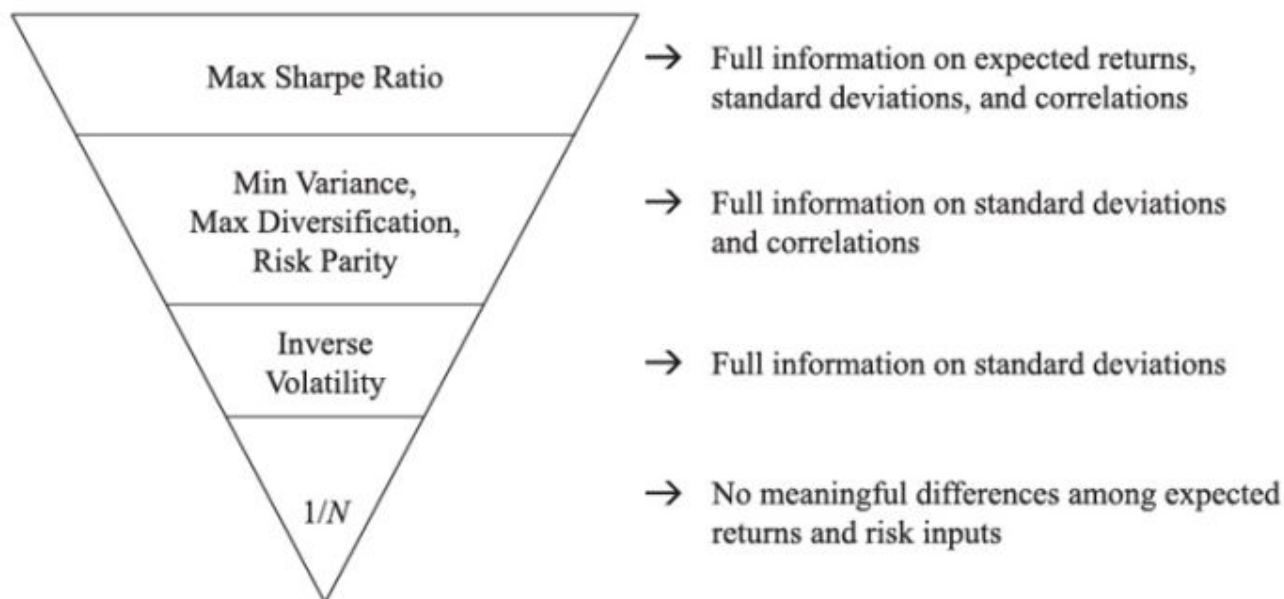 Max Sharpe Ratio
→ Full information on expected returns,
standard deviations, and correlations
Min Variance,
Max Diversification,
Risk Parity
→ Full information on standard deviations
and correlations
Inverse
Volatility
→ Full information on standard deviations
1/N
→ No meaningful differences among expected
returns and risk inputs